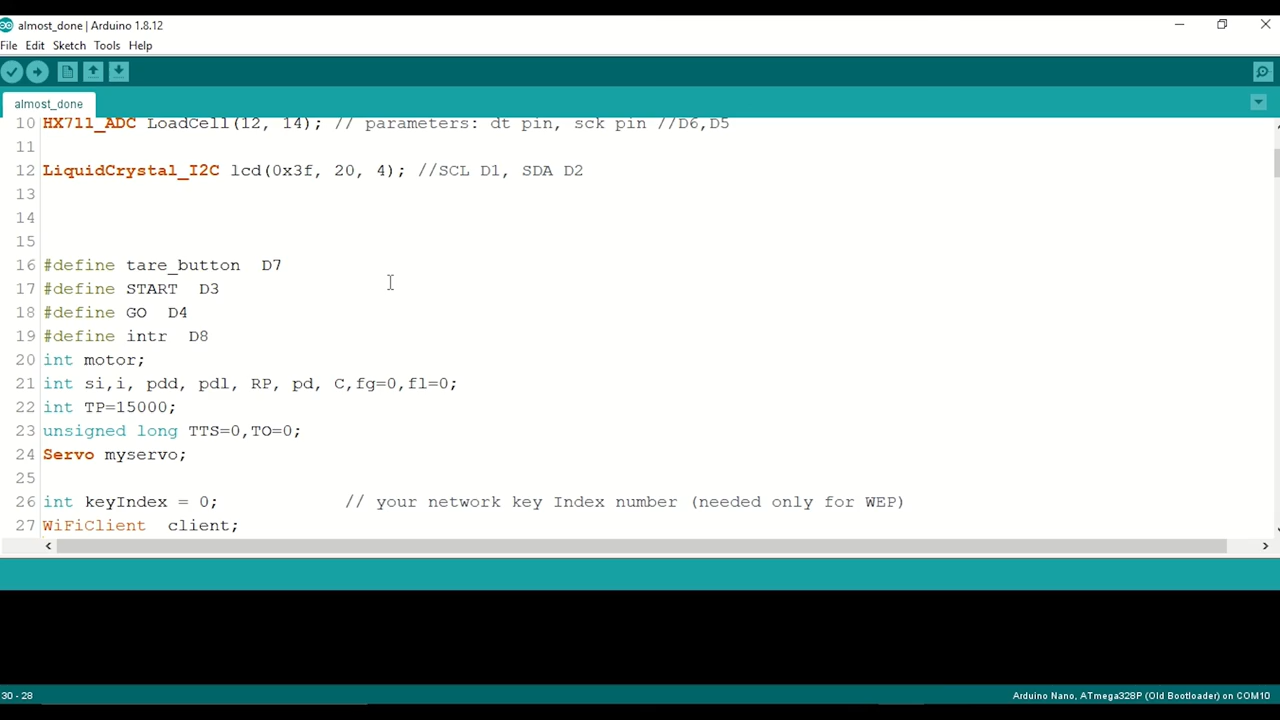 almost_done | Arduino 1.8.12
File Edit Sketch Tools Help
almost_done
10 HX711_ADC LoadCell(12, 14); // parameters: dt pin, sck pin //D6,D5
11
12 LiquidCrystal_I2C lcd(0x3f, 20, 4); //SCL D1, SDA D2
13
14
15
16 #define tare_button  D7
17 #define START  D3
18 #define GO  D4
19 #define intr  D8
20 int motor;
21 int si,i, pdd, pdl, RP, pd, C,fg=0,fl=0;
22 int TP=15000;
23 unsigned long TTS=0,TO=0;
24 Servo myservo;
25
26 int keyIndex = 0;            // your network key Index number (needed only for WEP)
27 WiFiClient  client;
30 - 28
Arduino Nano, ATmega328P (Old Bootloader) on COM10